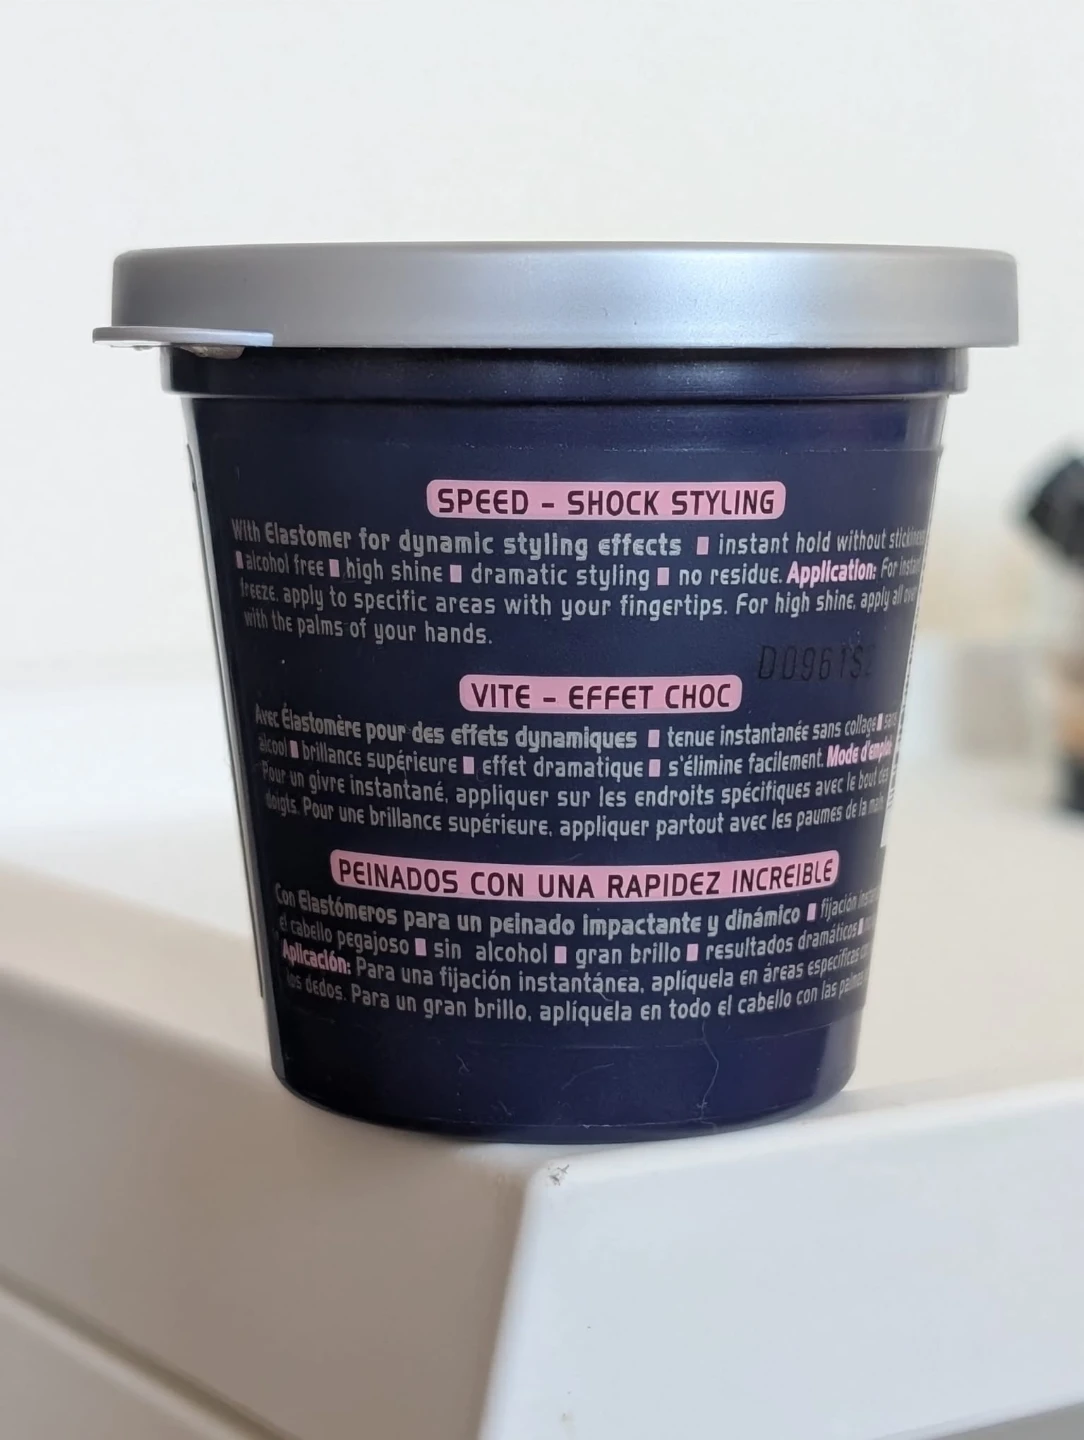 SPEED – SHOCK STYLING
With Elastomer for dynamic styling effects ▮ instant hold without
▮ alcohol free ▮ high shine ▮ dramatic styling ▮ no residue. Application: For instant
freeze, apply to specific areas with your fingertips. For high shine, apply all over
with the palms of your hands.
VITE – EFFET CHOC
Avec Élastomère pour des effets dynamiques ▮ tenue instantanée sans collage ▮ sans
alcool ▮ brillance supérieure ▮ effet dramatique ▮ s'élimine facilement. Mode d'emploi:
Pour un givre instantané, appliquer sur les endroits spécifiques avec le bout des
doigts. Pour une brillance supérieure, appliquer partout avec les paumes de la main.
PEINADOS CON UNA RAPIDEZ INCREIBLE
Con Elastómeros para un peinado impactante y dinámico ▮ fijación
el cabello pegajoso ▮ sin alcohol ▮ gran brillo ▮ resultados dramáticos ▮
Aplicación: Para una fijación instantánea, aplíquela en áreas específicas
los dedos. Para un gran brillo, aplíquela en todo el cabello con las palmas